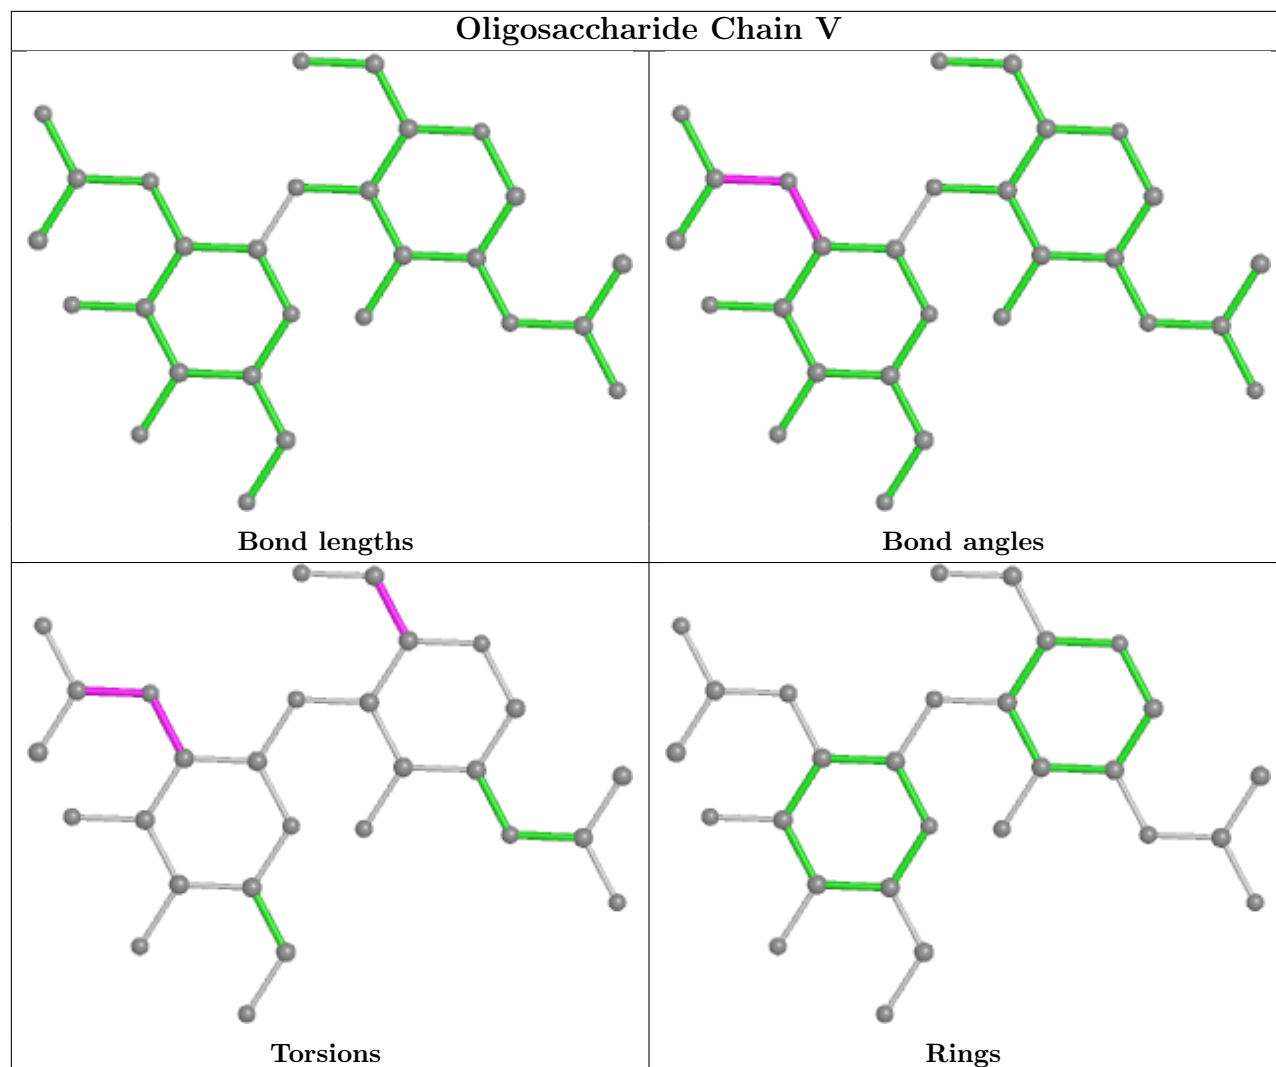 Oligosaccharide Chain V
Bond lengths
Bond angles
Torsions
Rings